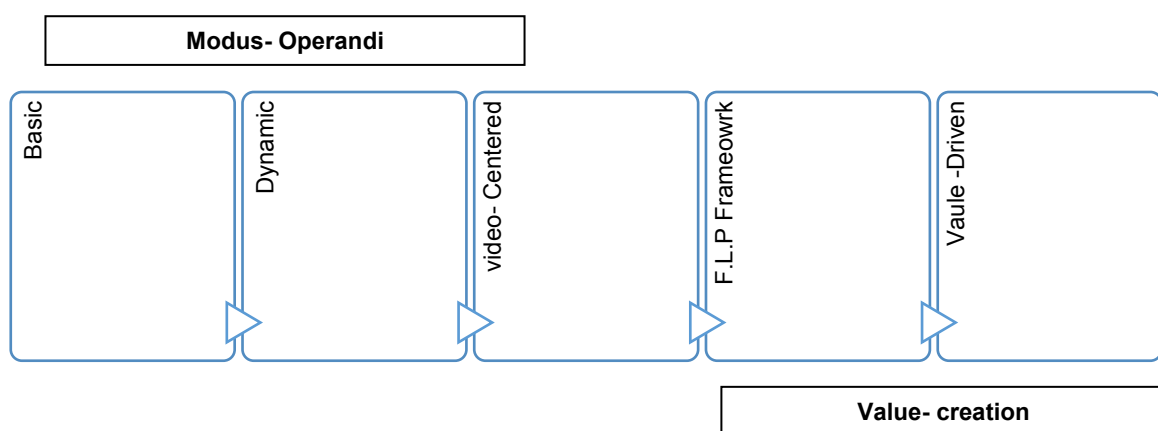 Modus- Operandi
Basic
Dynamic
video- Centered
F.L.P Frameowrk
Vaule -Driven
Value- creation